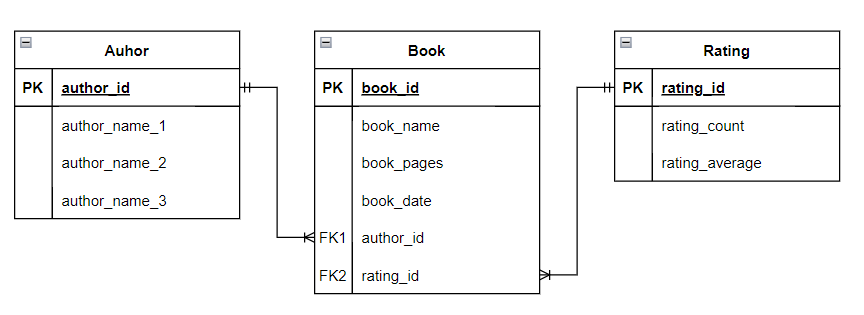 Auhor
PK author_id
author_name_1
author_name_2
author_name_3
Book
PK book_id
book_name
book_pages
book_date
FK1 author_id
FK2 rating_id
Rating
PK rating_id
rating_count
rating_average